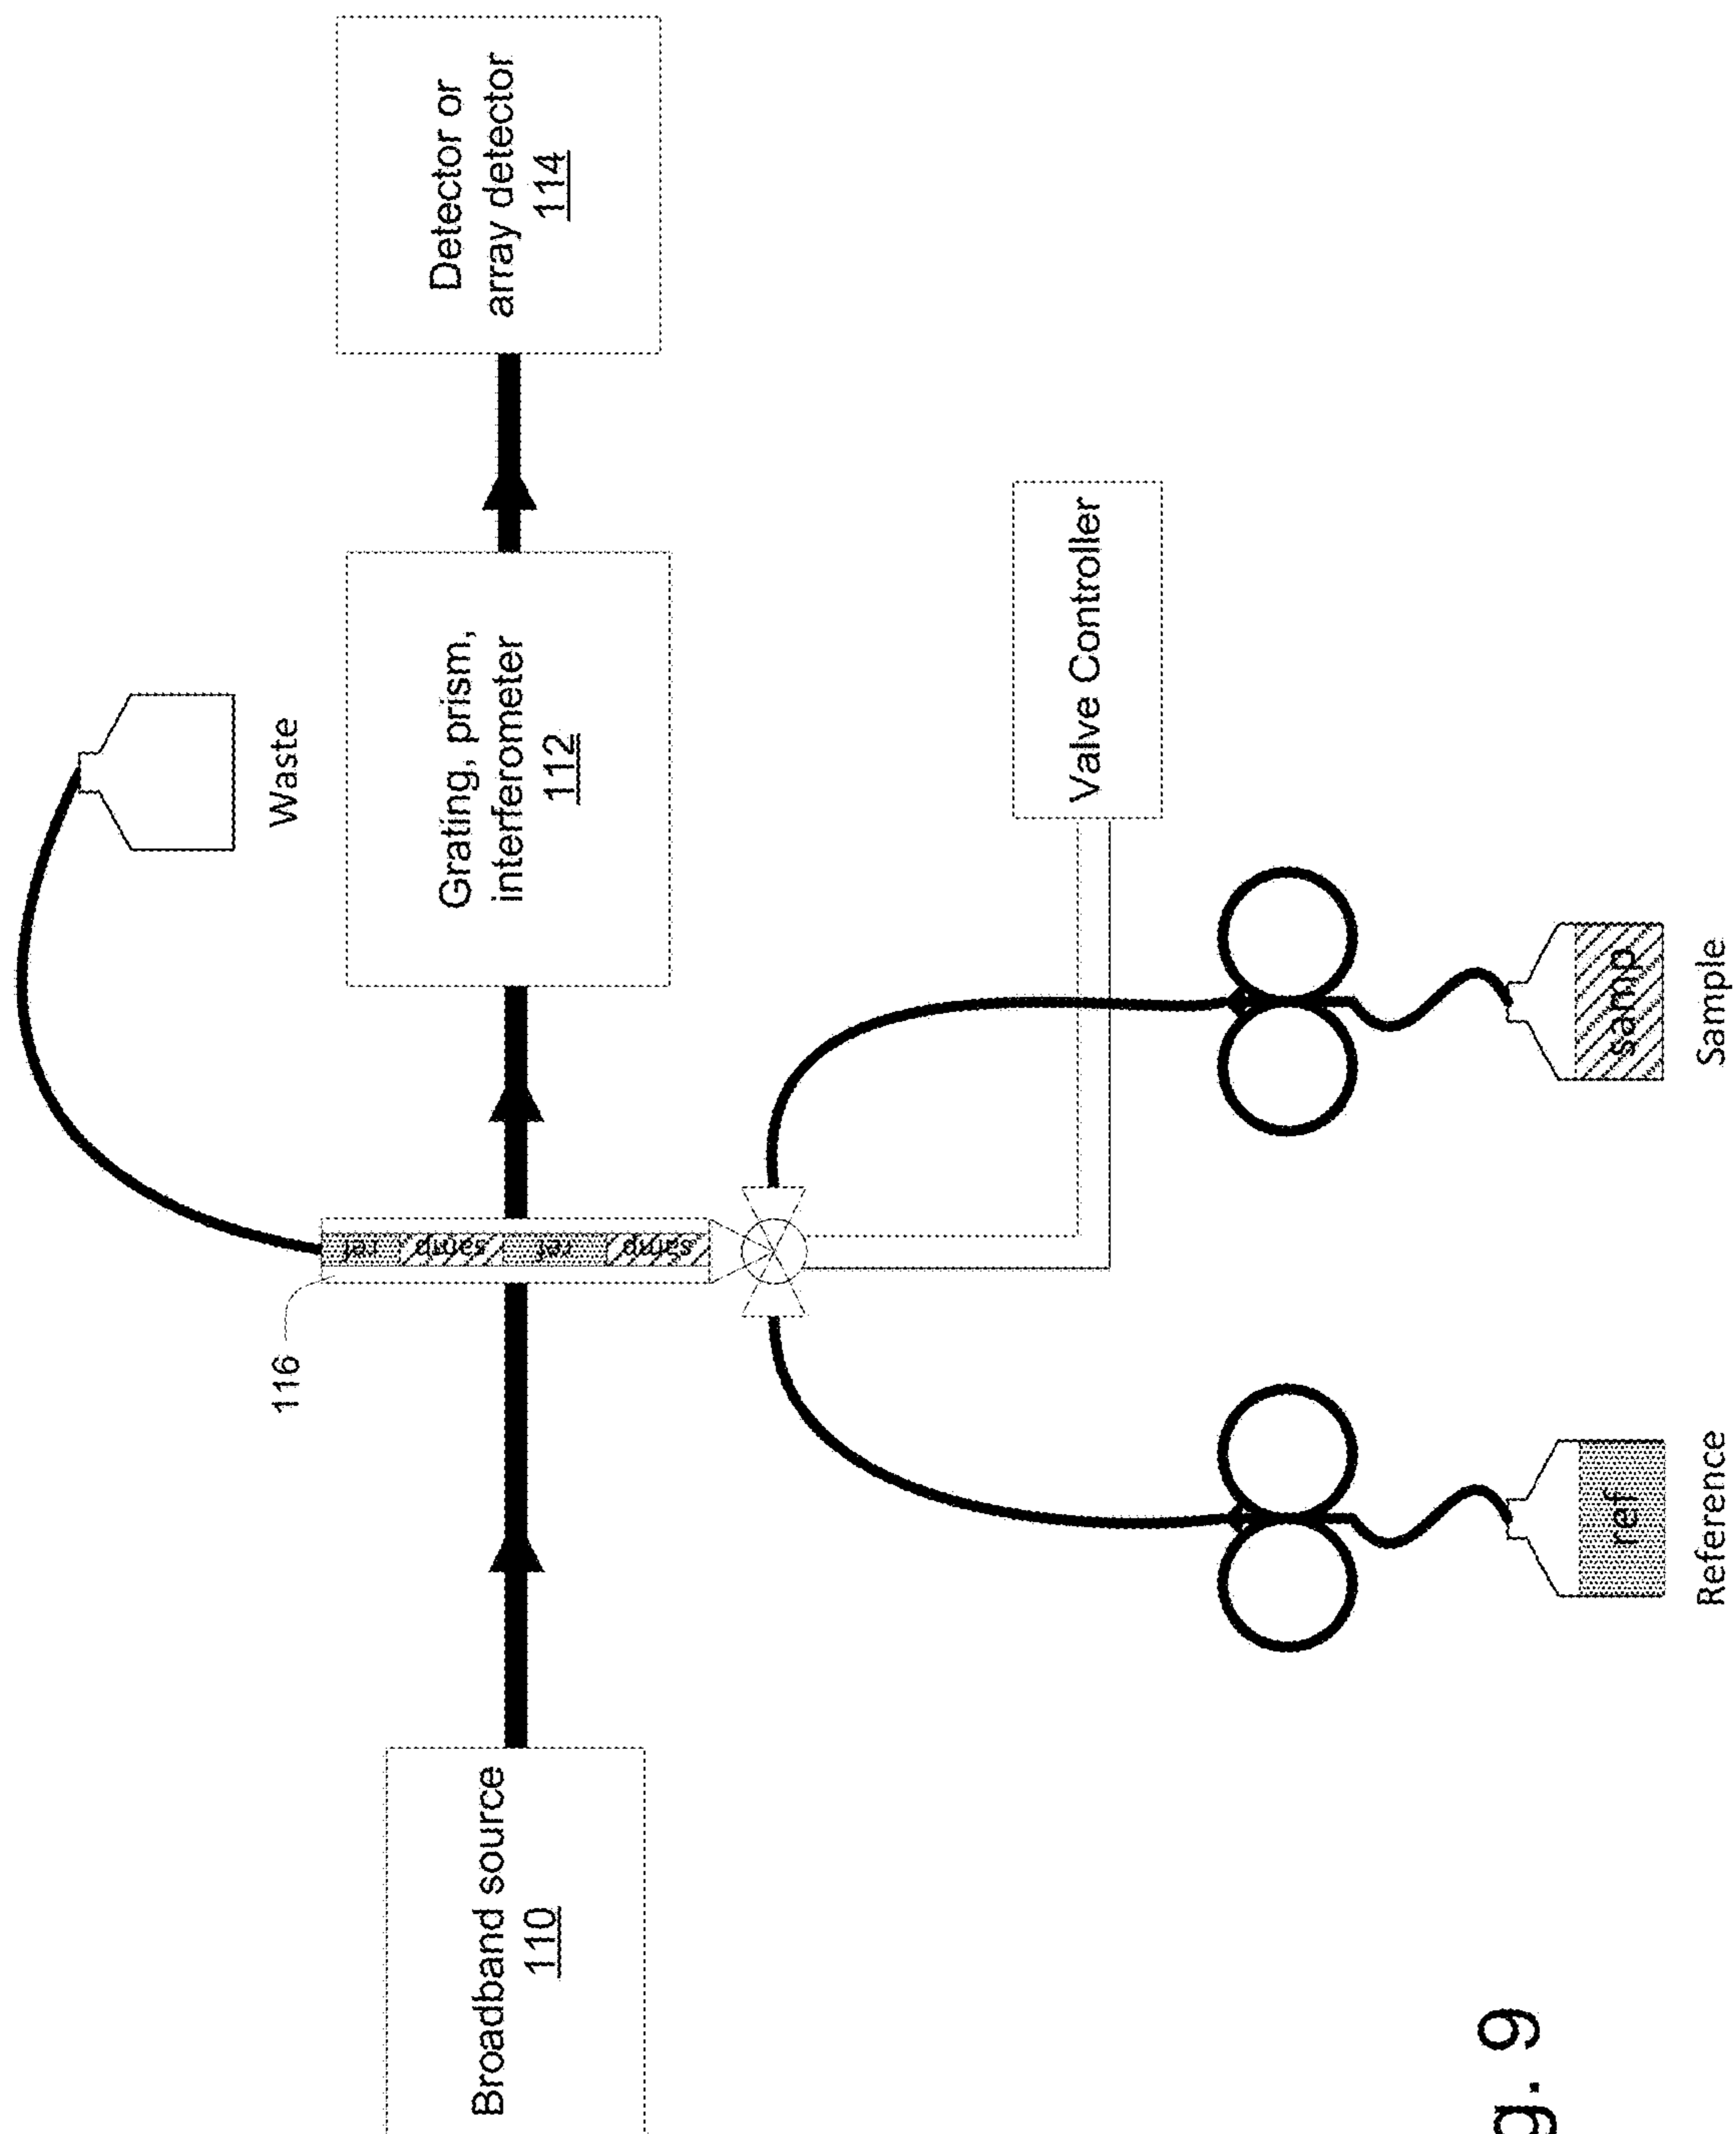 Broadband source
110
116
ref
samp
ref
samp
Waste
Grating, prism,
interferometer
112
Detector or
array detector
114
Valve Controller
ref
Reference
samp
Sample
g. 9